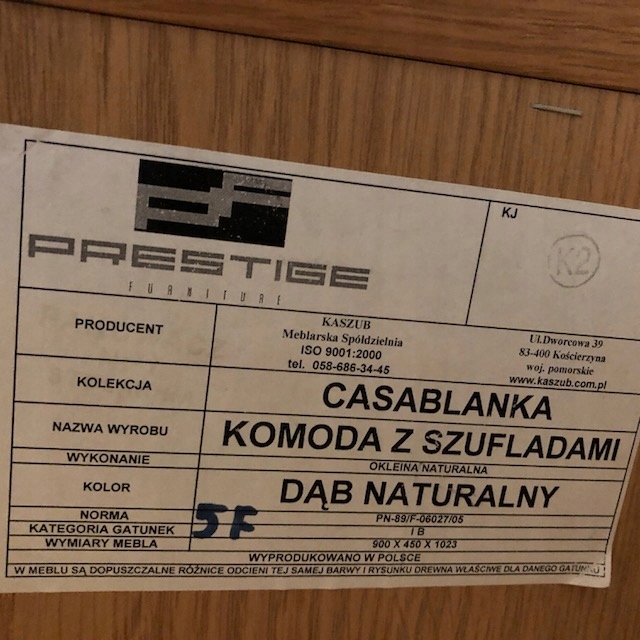 PF
PRESTIGE
FURNITURE
KJ
K2
PRODUCENT
KASZUB
Meblarska Spółdzielnia
ISO 9001:2000
tel. 058-686-34-45
Ul.Dworcowa 39
83-400 Kościerzyna
woj. pomorskie
www.kaszub.com.pl
KOLEKCJA
CASABLANKA
NAZWA WYROBU
KOMODA Z SZUFLADAMI
WYKONANIE
OKLEINA NATURALNA
KOLOR
DĄB NATURALNY
NORMA
PN-89/F-06027/05
KATEGORIA GATUNEK
5F
I B
WYMIARY MEBLA
900 X 450 X 1023
WYPRODUKOWANO W POLSCE
W MEBLU SĄ DOPUSZCZALNE RÓŻNICE ODCIENI TEJ SAMEJ BARWY I RYSUNKU DREWNA WŁAŚCIWE DLA DANEGO GATUNKU